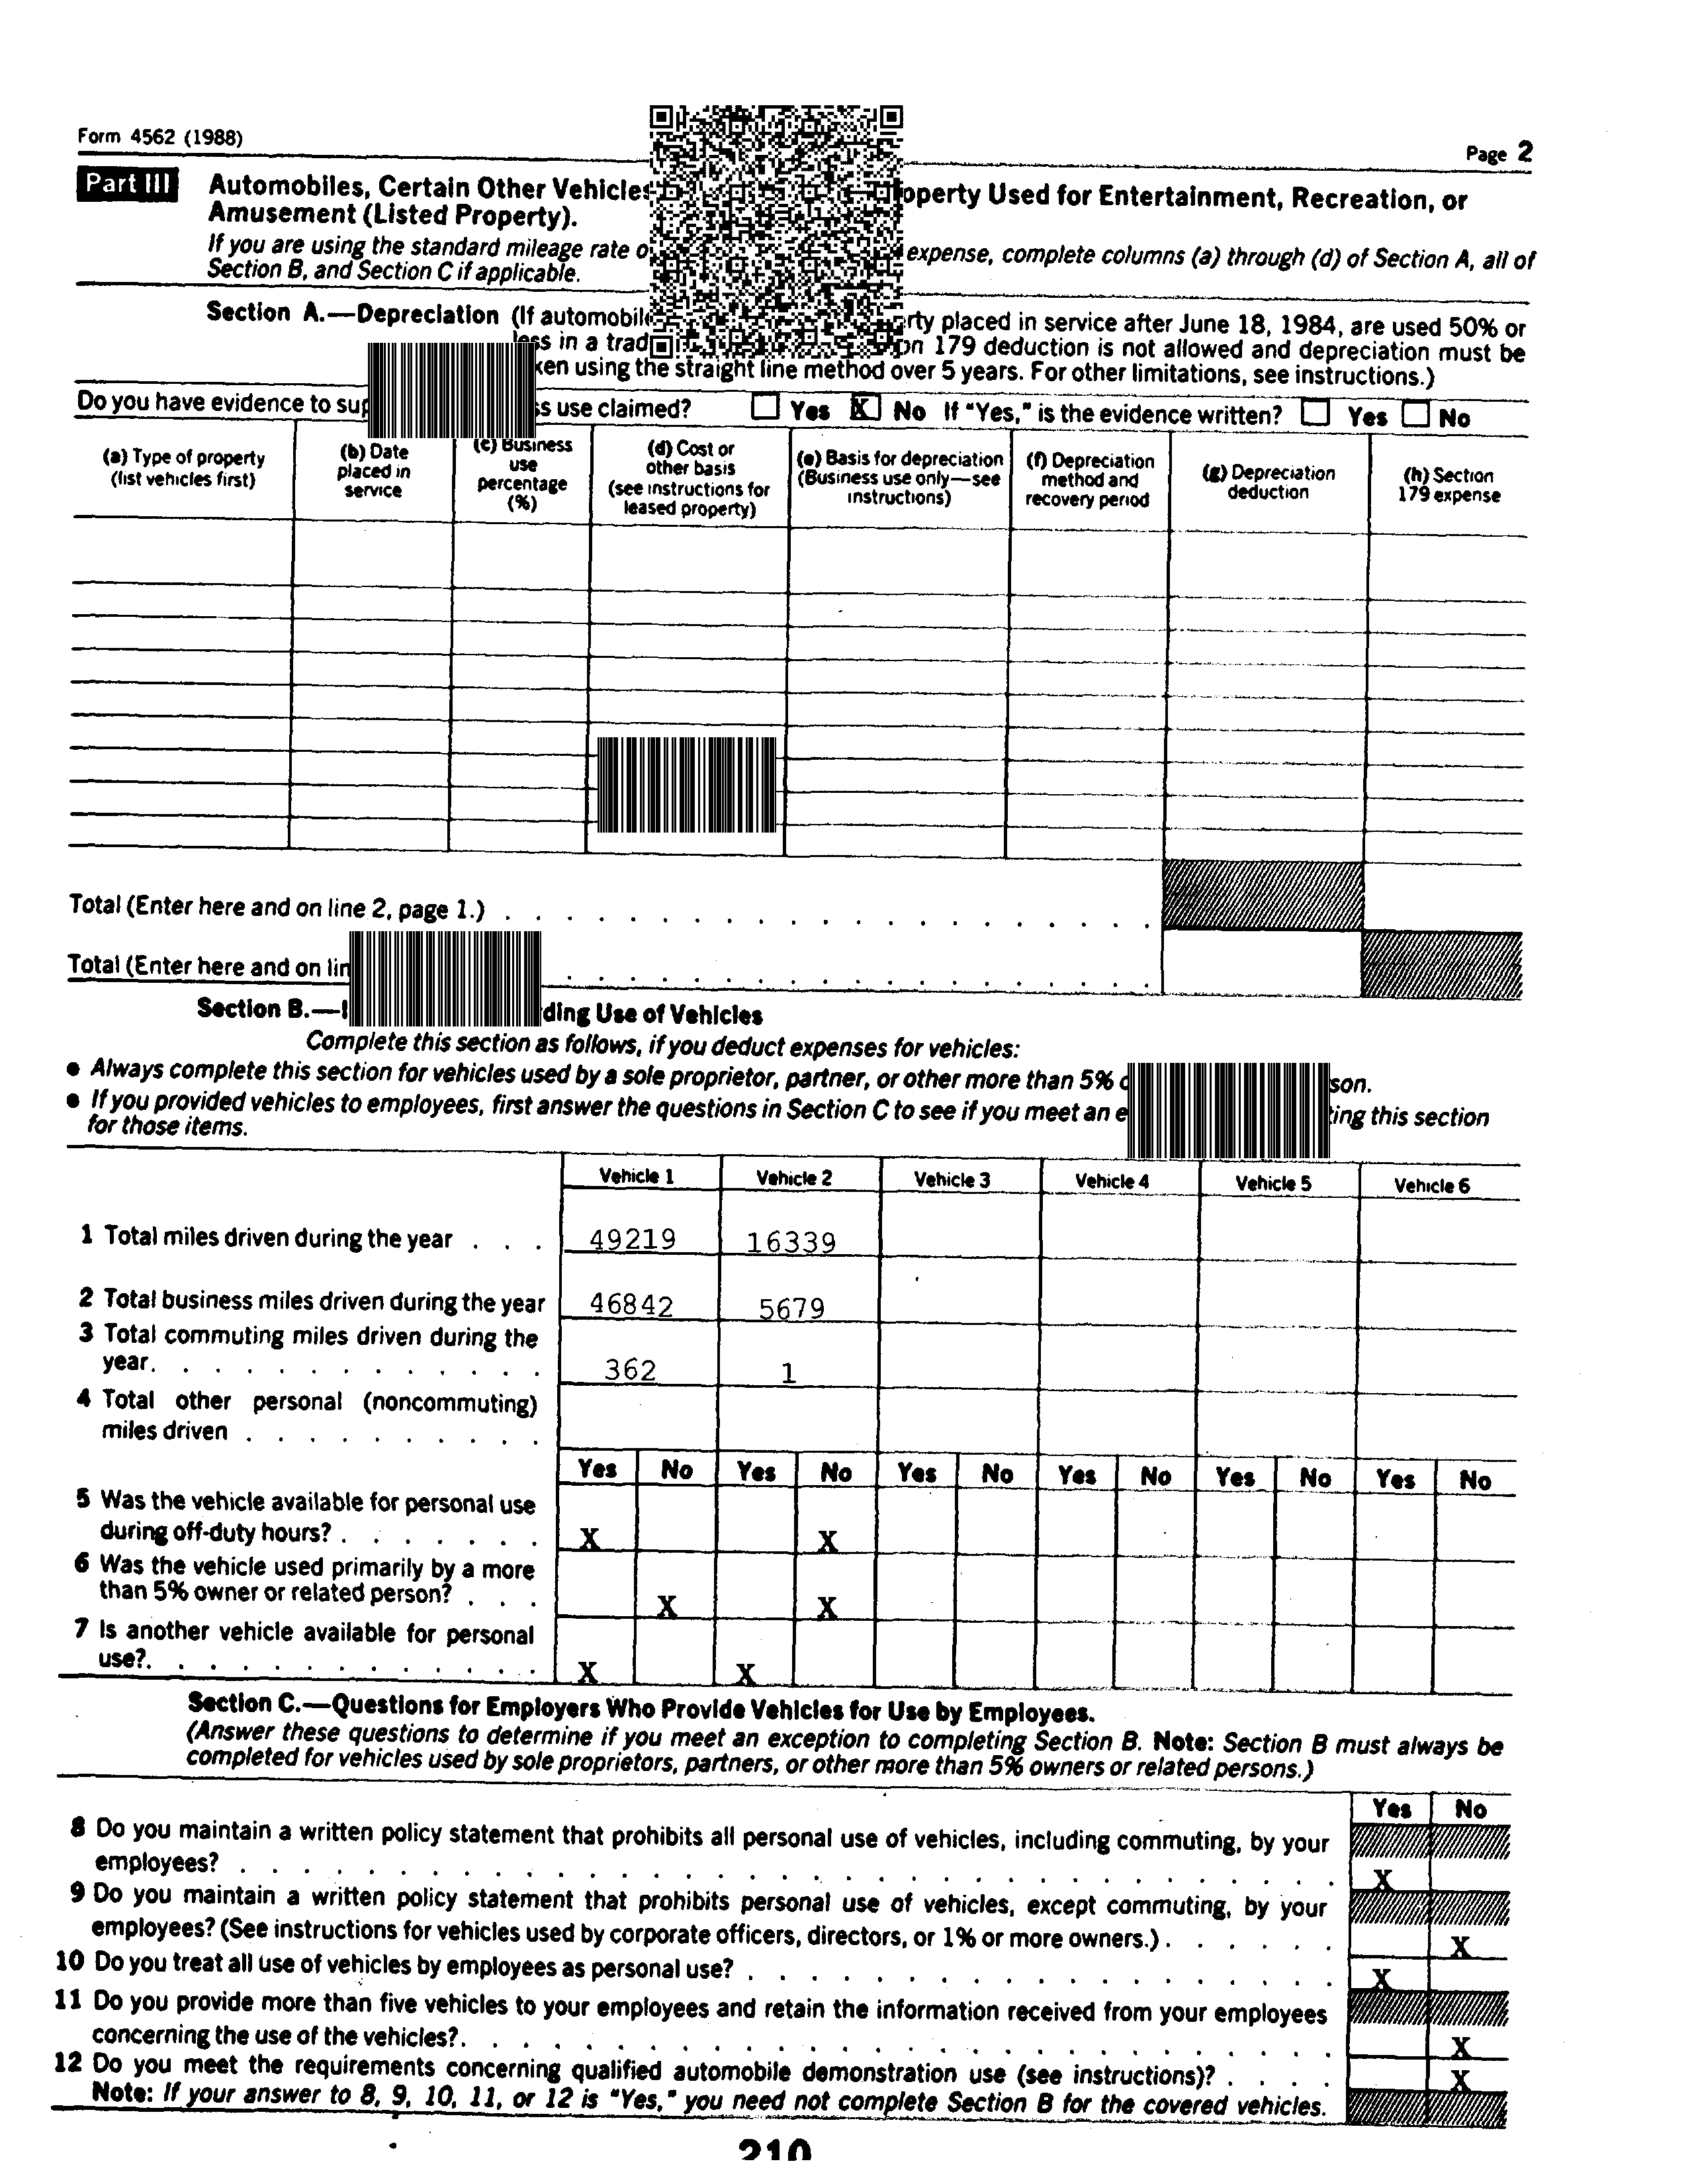 Form 4562 (1988)
Page 2
Part III Automobiles, Certain Other Vehicles operty Used for Entertainment, Recreation, or
Amusement (Listed Property).
If you are using the standard mileage rate o expense, complete columns (a) through (d) of Section A, all of
Section B, and Section C if applicable.
Section A.—Depreciation (If automobile rty placed in service after June 18, 1984, are used 50% or
less in a trad on 179 deduction is not allowed and depreciation must be
ken using the straight line method over 5 years. For other limitations, see instructions.)
Do you have evidence to sup s use claimed? Yes X No If "Yes," is the evidence written? Yes No
(a) Type of property
(list vehicles first)
(b) Date
placed in
service
(c) Business
use
percentage
(%)
(d) Cost or
other basis
(see instructions for
leased property)
(e) Basis for depreciation
(Business use only—see
instructions)
(f) Depreciation
method and
recovery period
(g) Depreciation
deduction
(h) Section
179 expense
Total (Enter here and on line 2, page 1.)
Total (Enter here and on lin
Section B.— ding Use of Vehicles
Complete this section as follows, if you deduct expenses for vehicles:
● Always complete this section for vehicles used by a sole proprietor, partner, or other more than 5% son.
● If you provided vehicles to employees, first answer the questions in Section C to see if you meet an e ting this section
for those items.
Vehicle 1 Vehicle 2 Vehicle 3 Vehicle 4 Vehicle 5 Vehicle 6
1 Total miles driven during the year . . . 49219 16339
2 Total business miles driven during the year 46842 5679
3 Total commuting miles driven during the
year. . . . . . . . . . . . . 362 1
4 Total other personal (noncommuting)
miles driven . . . . . . . . . .
Yes No Yes No Yes No Yes No Yes No Yes No
5 Was the vehicle available for personal use
during off-duty hours? . . . . . . . X X
6 Was the vehicle used primarily by a more
than 5% owner or related person? . . . X X
7 Is another vehicle available for personal
use?. . . . . . . . . . . . . X X
Section C.—Questions for Employers Who Provide Vehicles for Use by Employees.
(Answer these questions to determine if you meet an exception to completing Section B. Note: Section B must always be
completed for vehicles used by sole proprietors, partners, or other more than 5% owners or related persons.)
Yes No
8 Do you maintain a written policy statement that prohibits all personal use of vehicles, including commuting, by your
employees? X
9 Do you maintain a written policy statement that prohibits personal use of vehicles, except commuting, by your
employees? (See instructions for vehicles used by corporate officers, directors, or 1% or more owners.) . . . . . . X
10 Do you treat all use of vehicles by employees as personal use? X
11 Do you provide more than five vehicles to your employees and retain the information received from your employees
concerning the use of the vehicles?. X
12 Do you meet the requirements concerning qualified automobile demonstration use (see instructions)? . . . . X
Note: If your answer to 8, 9, 10, 11, or 12 is "Yes," you need not complete Section B for the covered vehicles.
210